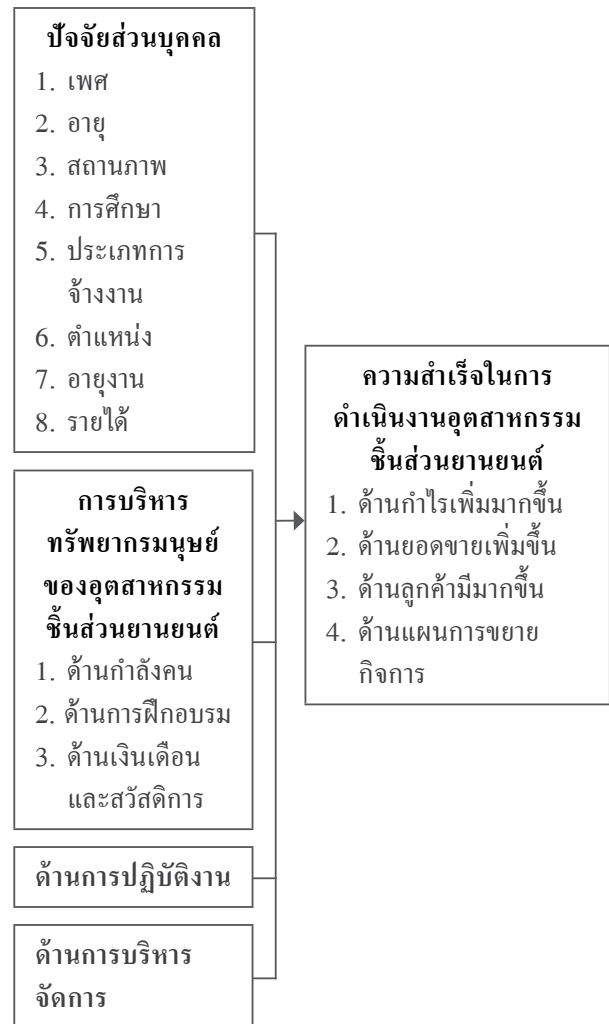 ปัจจัยส่วนบุคคล
1. เพศ
2. อายุ
3. สถานภาพ
4. การศึกษา
5. ประเภทการ
จ้างงาน
6. ตำแหน่ง
7. อายุงาน
8. รายได้
การบริหาร
ทรัพยากรมนุษย์
ของอุตสาหกรรม
ชิ้นส่วนยานยนต์
1. ด้านกำลังคน
2. ด้านการฝึกอบรม
3. ด้านเงินเดือน
และสวัสดิการ
ด้านการปฏิบัติงาน
ด้านการบริหาร
จัดการ
ความสำเร็จในการ
ดำเนินงานอุตสาหกรรม
ชิ้นส่วนยานยนต์
1. ด้านกำไรเพิ่มมากขึ้น
2. ด้านยอดขายเพิ่มขึ้น
3. ด้านลูกค้ามีมากขึ้น
4. ด้านแผนการขยาย
กิจการ